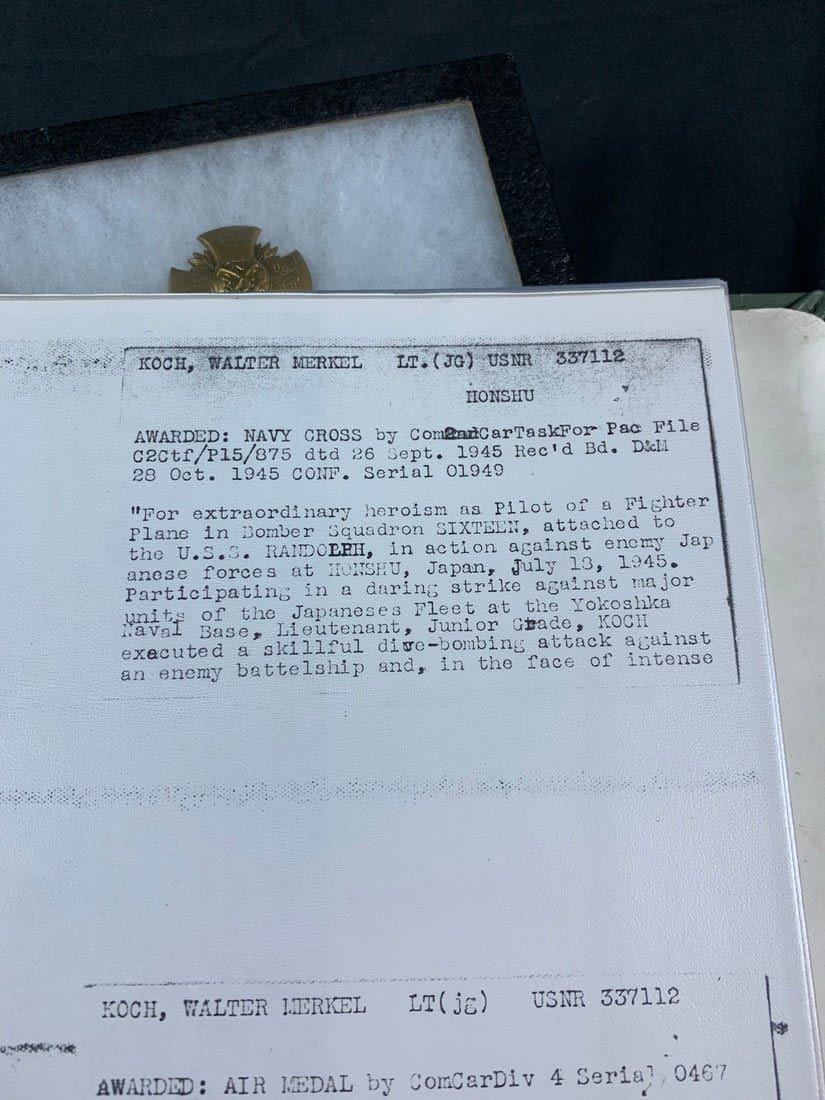 KOCH, WALTER MERKEL LT.(JG) USNR 337112
HONSHU
AWARDED: NAVY CROSS by Com2ndCarTaskFor Pac File
C2Ctf/P15/875 dtd 26 Sept. 1945 Rec'd Bd. D&M
28 Oct. 1945 CONF. Serial 01949
"For extraordinary heroism as Pilot of a Fighter
Plane in Bomber Squadron SIXTEEN, attached to
the U.S.S. RANDOLPH, in action against enemy Jap
anese forces at HONSHU, Japan, July 18, 1945.
Participating in a daring strike against major
units of the Japaneses Fleet at the Yokoshka
Naval Base, Lieutenant, Junior Grade, KOCH
executed a skillful dive-bombing attack against
an enemy battelship and, in the face of intense
KOCH, WALTER MERKEL LT(jg) USNR 337112
AWARDED: AIR MEDAL by ComCarDiv 4 Serial 0467